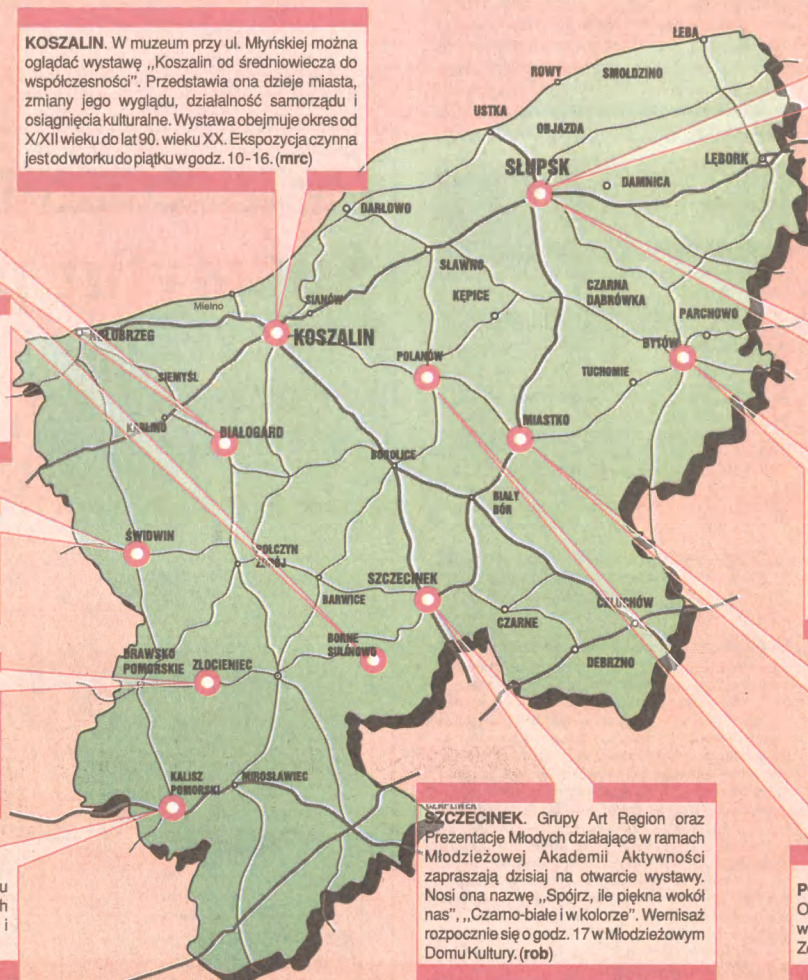 KOSZALIN. W muzeum przy ul. Młyńskiej można
oglądać wystawę „Koszalin od średniowiecza do
współczesności”. Przedstawia ona dzieje miasta,
zmiany jego wyglądu, działalność samorządu i
osiągnięcia kulturalne. Wystawa obejmuje okres od
X/XII wieku do lat 90. wieku XX. Ekspozycja czynna
jest od wtorku do piątku w godz. 10-16. (mrc)
ŁEBA
ROWY
SMOŁDZINO
USTKA
OBJAZDA
SŁUPSK
LĘBORK
DAMNICA
DARŁOWO
SŁAWNO
CZARNA
DĄBRÓWKA
KĘPICE
Mielno
SIANÓW
PARCHOWO
KOŁOBRZEG
KOSZALIN
BYTÓW
POLANÓW
TUCHOMIE
SIEMYŚL
KARLINO
BIAŁOGARD
MIASTKO
BOBOLICE
BIAŁY
BÓR
ŚWIDWIN
POŁCZYN
ZDRÓJ
SZCZECINEK
BARWICE
CZŁUCHÓW
CZARNE
BORNE
SULINOWO
DRAWSKO
POMORSKIE
ZŁOCIENIEC
DEBRZNO
KALISZ
POMORSKI
MIROSŁAWIEC
SZCZECINEK. Grupy Art Region oraz
Prezentacje Młodych działające w ramach
Młodzieżowej Akademii Aktywności
zapraszają dzisiaj na otwarcie wystawy.
Nosi ona nazwę „Spójrz, ile piękna wokół
nas”, „Czarno-białe i w kolorze”. Wernisaż
rozpocznie się o godz. 17 w Młodzieżowym
Domu Kultury. (rob)
u
h
i